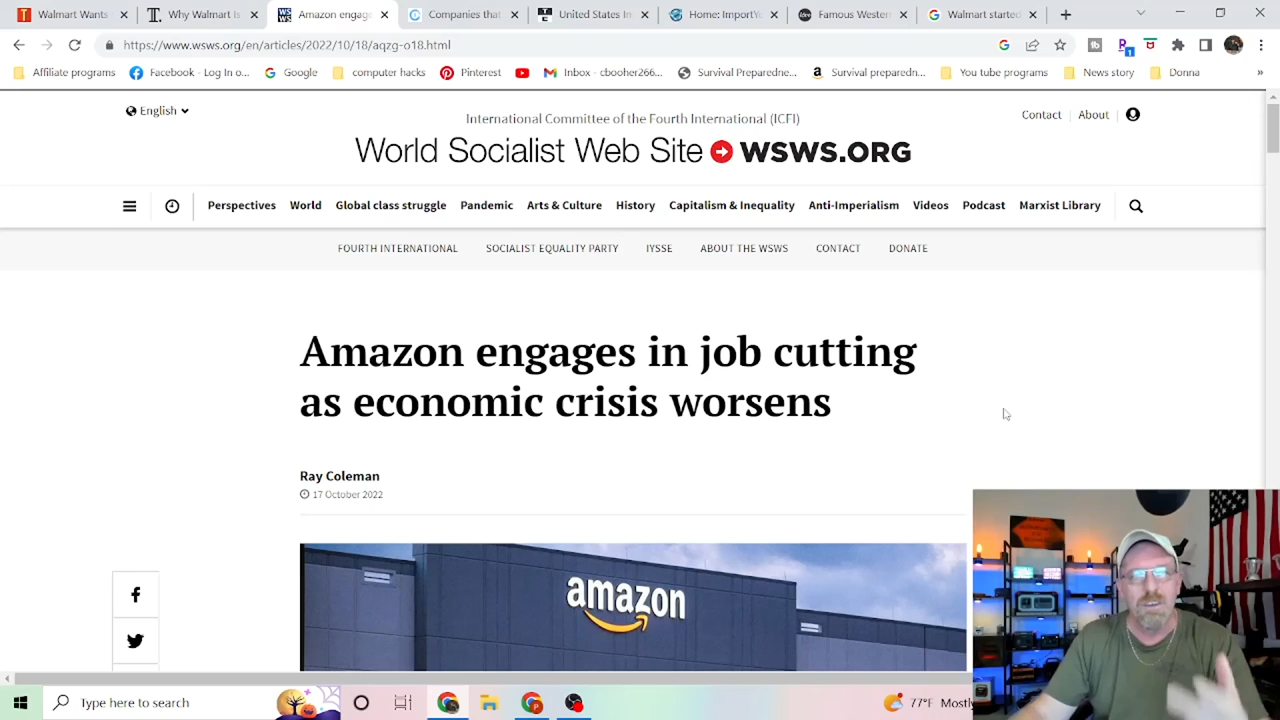 Walmart Wants
Why Walmart is
Amazon engag
Companies that
United States In
Home: ImportYe
Famous Wester
Walmart started
https://www.wsws.org/en/articles/2022/10/18/aqzg-o18.html
Affiliate programs
Facebook - Log In o...
Google
computer hacks
Pinterest
Inbox - cbooher266...
Survival Preparedne...
Survival preparedn...
You tube programs
News story
Donna
English
International Committee of the Fourth International (ICFI)
Contact
About
World Socialist Web Site WSWS.ORG
Perspectives
World
Global class struggle
Pandemic
Arts & Culture
History
Capitalism & Inequality
Anti-Imperialism
Videos
Podcast
Marxist Library
FOURTH INTERNATIONAL
SOCIALIST EQUALITY PARTY
IYSSE
ABOUT THE WSWS
CONTACT
DONATE
Amazon engages in job cutting
as economic crisis worsens
Ray Coleman
17 October 2022
amazon
Type here to search
77°F Mostly